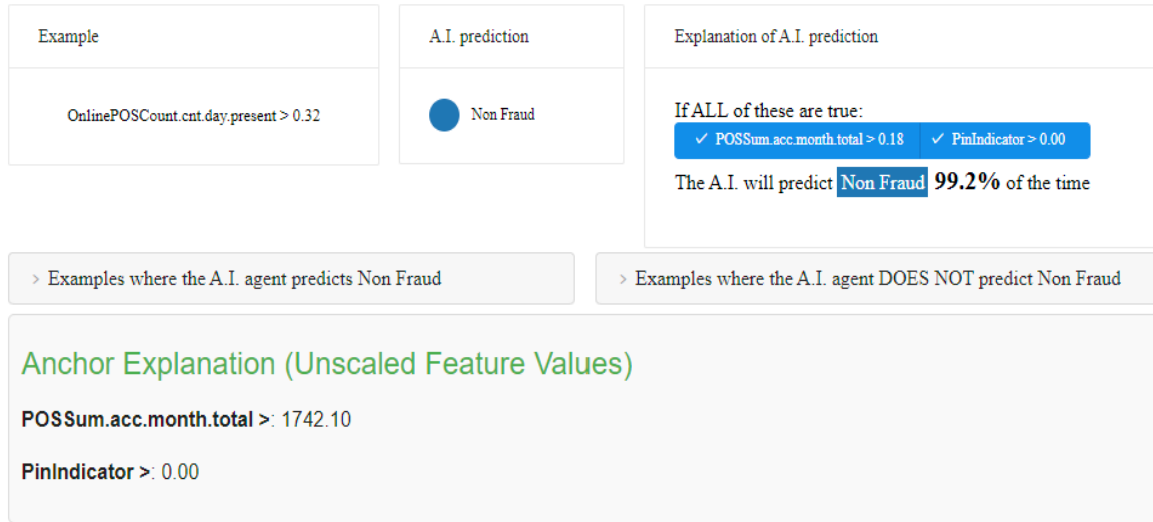 Example
OnlinePOSCount.cnt.day.present > 0.32
A.I. prediction
Non Fraud
Explanation of A.I. prediction
If ALL of these are true:
✓ POSSum.acc.month.total > 0.18 ✓ PinIndicator > 0.00
The A.I. will predict Non Fraud 99.2% of the time
> Examples where the A.I. agent predicts Non Fraud
> Examples where the A.I. agent DOES NOT predict Non Fraud
Anchor Explanation (Unscaled Feature Values)
POSSum.acc.month.total >: 1742.10
PinIndicator >: 0.00